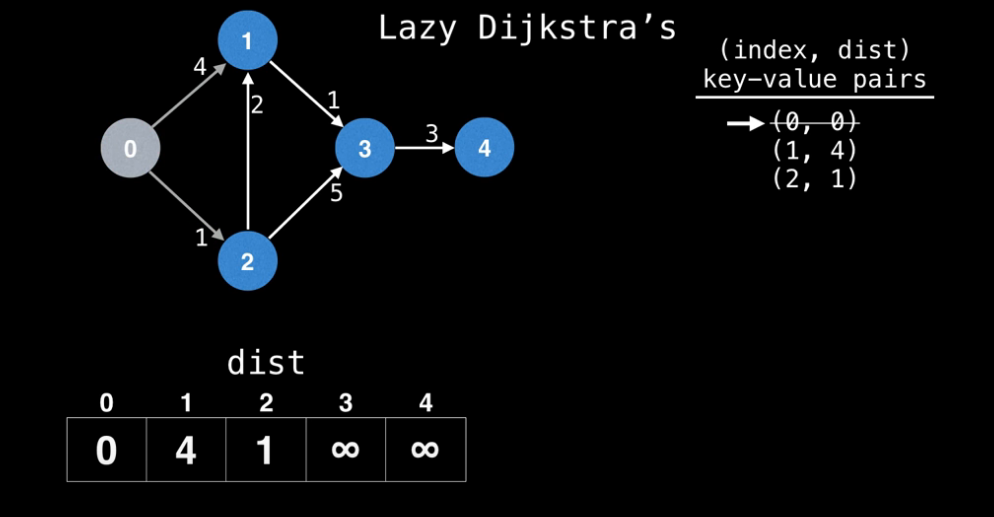 Lazy Dijkstra's
(index, dist)
key-value pairs
(0, 0)
(1, 4)
(2, 1)
1
4
2
1
0
3
3
4
5
1
2
dist
0 1 2 3 4
0 4 1 ∞ ∞